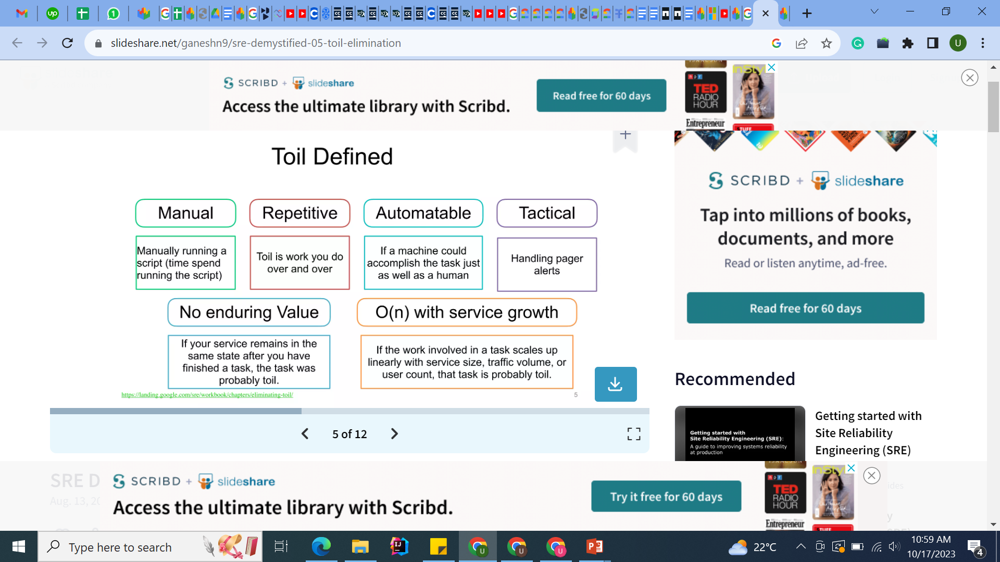 slideshare.net/ganeshn9/sre-demystified-05-toil-elimination
U
SCRIBD + slideshare
Access the ultimate library with Scribd.
Read free for 60 days
TED
RADIO
HOUR
InStyl
Entrepreneur
Toil Defined
Manual
Repetitive
Automatable
Tactical
Manually running a
script (time spend
running the script)
Toil is work you do
over and over
If a machine could
accomplish the task just
as well as a human
Handling pager
alerts
No enduring Value
O(n) with service growth
If your service remains in the
same state after you have
finished a task, the task was
probably toil.
If the work involved in a task scales up
linearly with service size, traffic volume, or
user count, that task is probably toil.
https://landing.google.com/sre/workbook/chapters/eliminating-toil/
5
5 of 12
SCRIBD + slideshare
Tap into millions of books,
documents, and more
Read or listen anytime, ad-free.
Read free for 60 days
Recommended
Getting started with
Site Reliability Engineering (SRE):
A guide to improving systems reliability
at production
Getting started with
Site Reliability
Engineering (SRE)
SRE D
Aug. 13, 20
SCRIBD + slideshare
Access the ultimate library with Scribd.
Try it free for 60 days
TED
RADIO
HOUR
InStyl
Entrepreneur
Type here to search
22°C
10:59 AM
10/17/2023
4